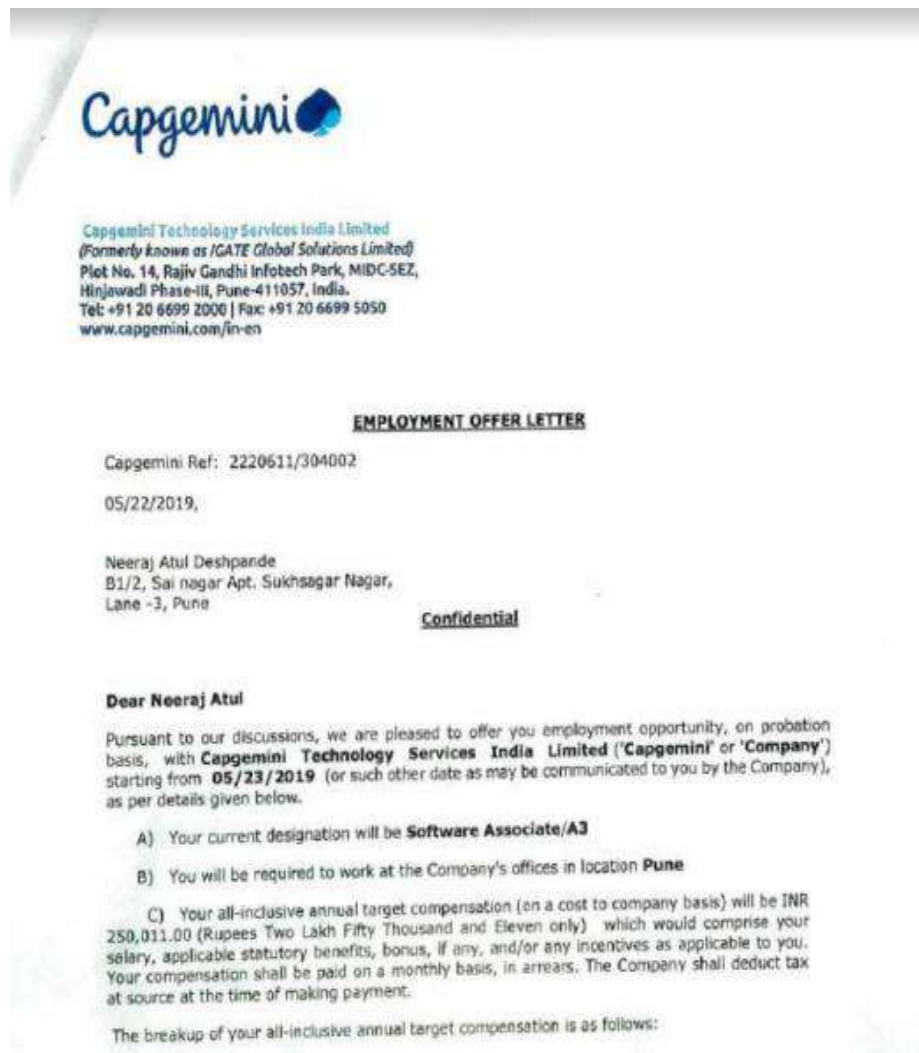 Capgemini
Capgemini Technology Services India Limited
(Formerly known as IGATE Global Solutions Limited)
Plot No. 14, Rajiv Gandhi Infotech Park, MIDC-SEZ,
Hinjawadi Phase-III, Pune-411057, India.
Tel: +91 20 6699 2000 | Fax: +91 20 6699 5050
www.capgemini.com/in-en
EMPLOYMENT OFFER LETTER
Capgemini Ref: 2220611/304002
05/22/2019,
Neeraj Atul Deshpande
B1/2, Sai nagar Apt. Sukhsagar Nagar,
Lane -3, Pune
Confidential
Dear Neeraj Atul
Pursuant to our discussions, we are pleased to offer you employment opportunity, on probation
basis, with Capgemini Technology Services India Limited ('Capgemini' or 'Company')
starting from 05/23/2019 (or such other date as may be communicated to you by the Company),
as per details given below.
A) Your current designation will be Software Associate/A3
B) You will be required to work at the Company's offices in location Pune
C) Your all-inclusive annual target compensation (on a cost to company basis) will be INR
250,011.00 (Rupees Two Lakh Fifty Thousand and Eleven only) which would comprise your
salary, applicable statutory benefits, bonus, if any, and/or any incentives as applicable to you.
Your compensation shall be paid on a monthly basis, in arrears. The Company shall deduct tax
at source at the time of making payment.
The breakup of your all-inclusive annual target compensation is as follows: